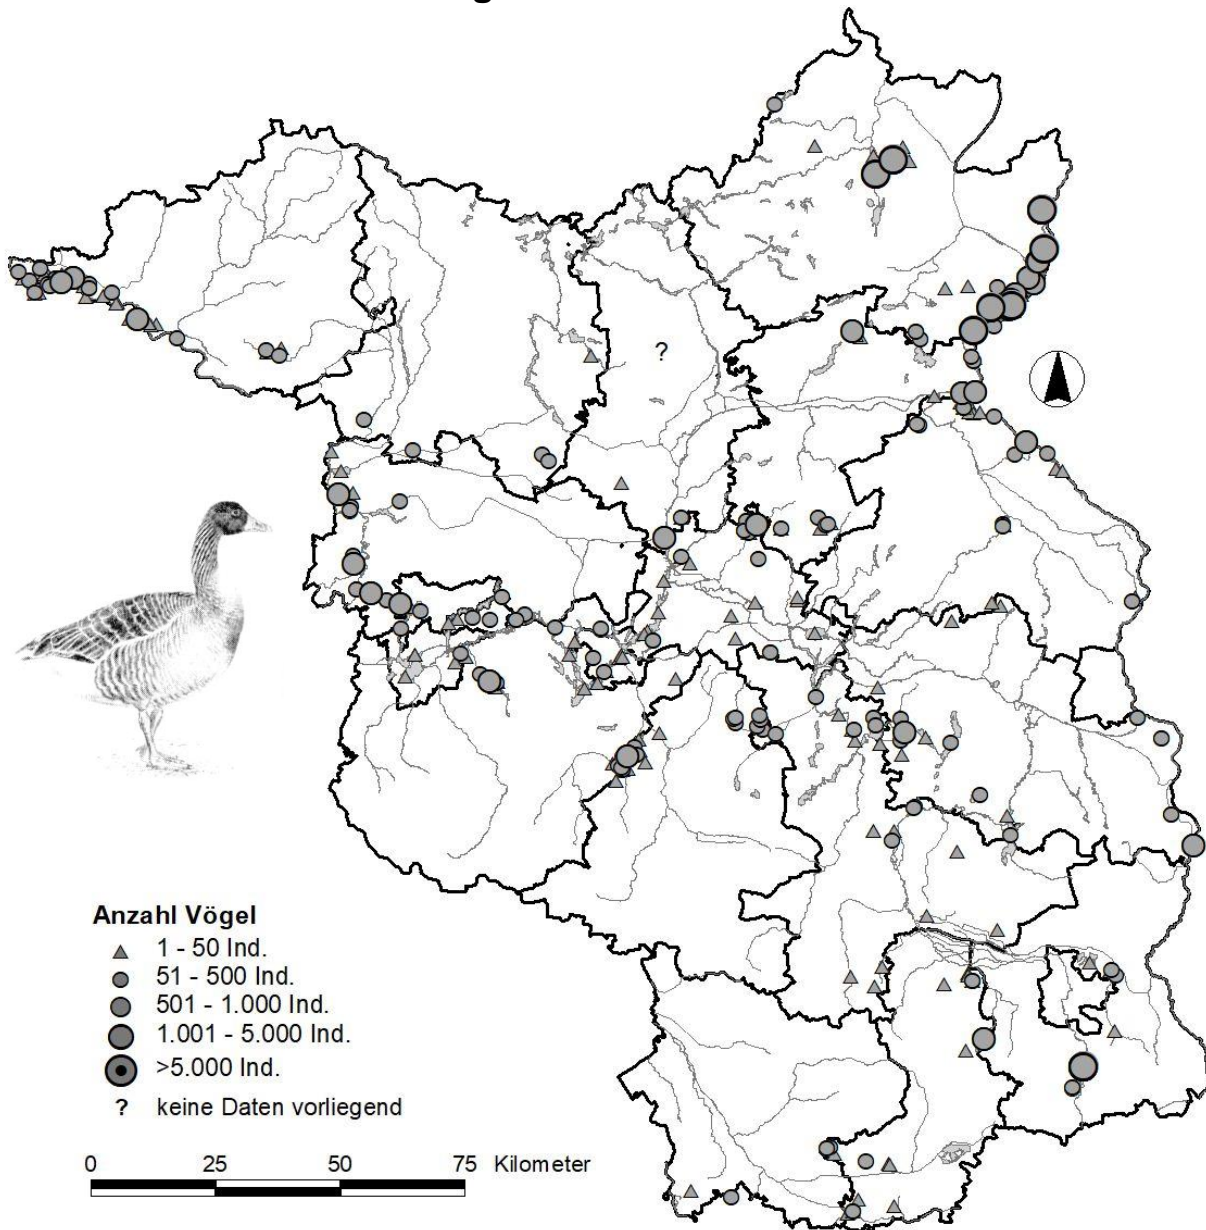 ?
Anzahl Vögel
1 - 50 Ind.
51 - 500 Ind.
501 - 1.000 Ind.
1.001 - 5.000 Ind.
>5.000 Ind.
? keine Daten vorliegend
0 25 50 75 Kilometer